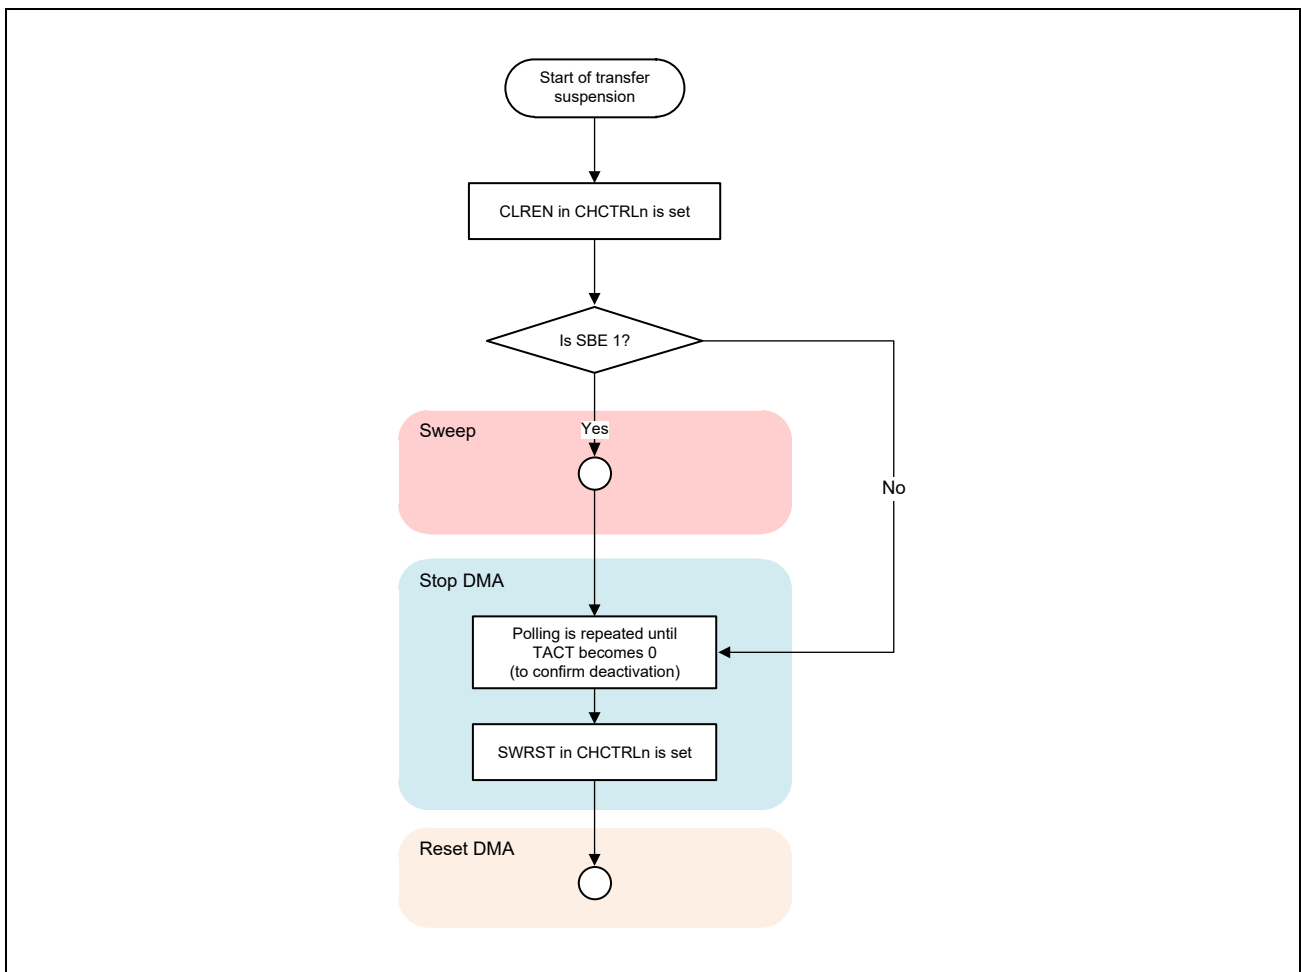 Start of transfer
suspension
CLREN in CHCTRLn is set
Is SBE 1?
Sweep
Yes
No
Stop DMA
Polling is repeated until
TACT becomes 0
(to confirm deactivation)
SWRST in CHCTRLn is set
Reset DMA